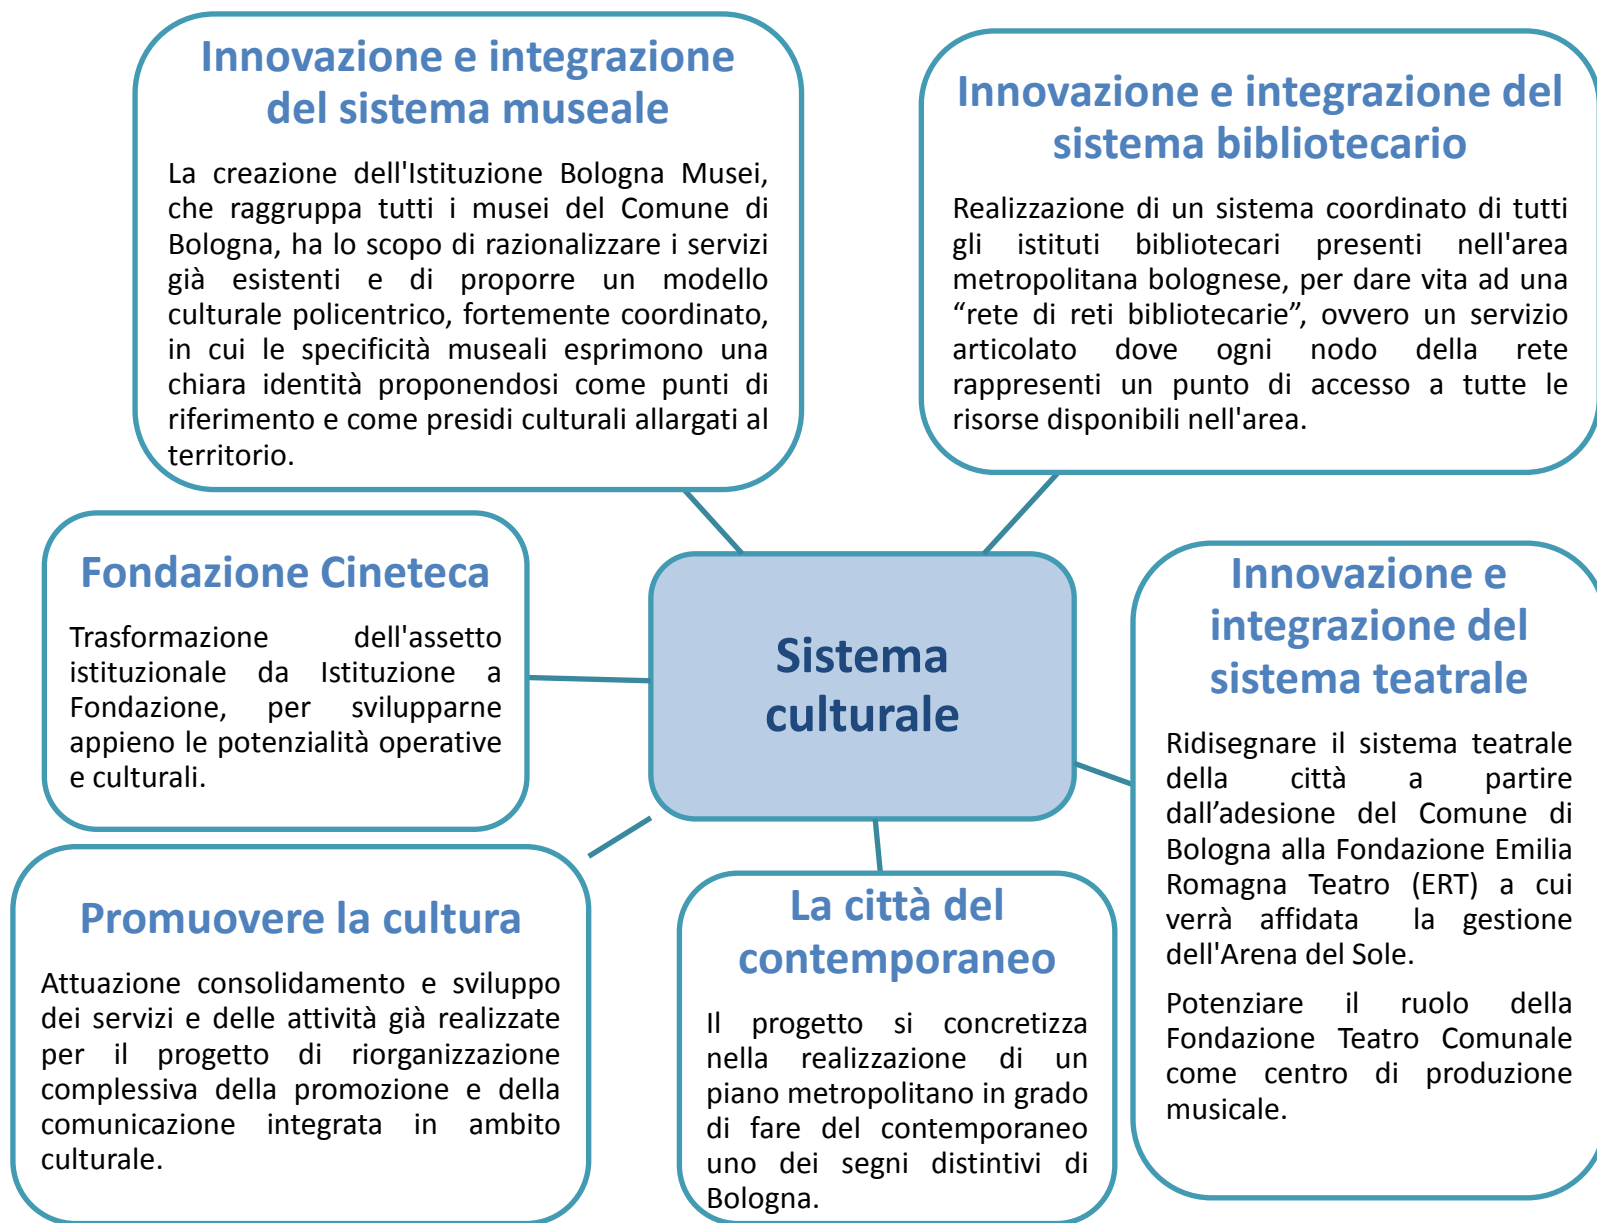 Innovazione e integrazione
del sistema museale
La creazione dell'Istituzione Bologna Musei,
che raggruppa tutti i musei del Comune di
Bologna, ha lo scopo di razionalizzare i servizi
già esistenti e di proporre un modello
culturale policentrico, fortemente coordinato,
in cui le specificità museali esprimono una
chiara identità proponendosi come punti di
riferimento e come presidi culturali allargati al
territorio.
Innovazione e integrazione del
sistema bibliotecario
Realizzazione di un sistema coordinato di tutti
gli istituti bibliotecari presenti nell'area
metropolitana bolognese, per dare vita ad una
“rete di reti bibliotecarie”, ovvero un servizio
articolato dove ogni nodo della rete
rappresenti un punto di accesso a tutte le
risorse disponibili nell'area.
Fondazione Cineteca
Trasformazione dell'assetto
istituzionale da Istituzione a
Fondazione, per svilupparne
appieno le potenzialità operative
e culturali.
Sistema
culturale
Innovazione e
integrazione del
sistema teatrale
Ridisegnare il sistema teatrale
della città a partire
dall’adesione del Comune di
Bologna alla Fondazione Emilia
Romagna Teatro (ERT) a cui
verrà affidata la gestione
dell'Arena del Sole.
Potenziare il ruolo della
Fondazione Teatro Comunale
come centro di produzione
musicale.
Promuovere la cultura
Attuazione consolidamento e sviluppo
dei servizi e delle attività già realizzate
per il progetto di riorganizzazione
complessiva della promozione e della
comunicazione integrata in ambito
culturale.
La città del
contemporaneo
Il progetto si concretizza
nella realizzazione di un
piano metropolitano in grado
di fare del contemporaneo
uno dei segni distintivi di
Bologna.